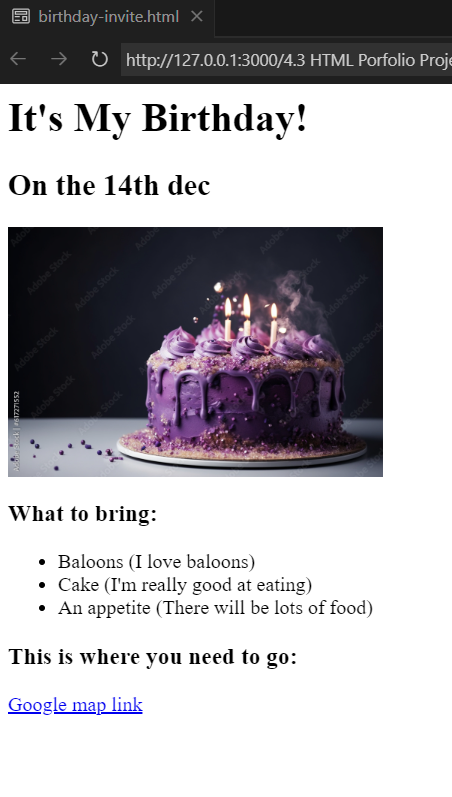 birthday-invite.html
http://127.0.0.1:3000/4.3 HTML Porfolio Proje
It's My Birthday!
On the 14th dec
Adobe Stock
Adobe Stock | #617271552
What to bring:
Baloons (I love baloons)
Cake (I'm really good at eating)
An appetite (There will be lots of food)
This is where you need to go:
Google map link